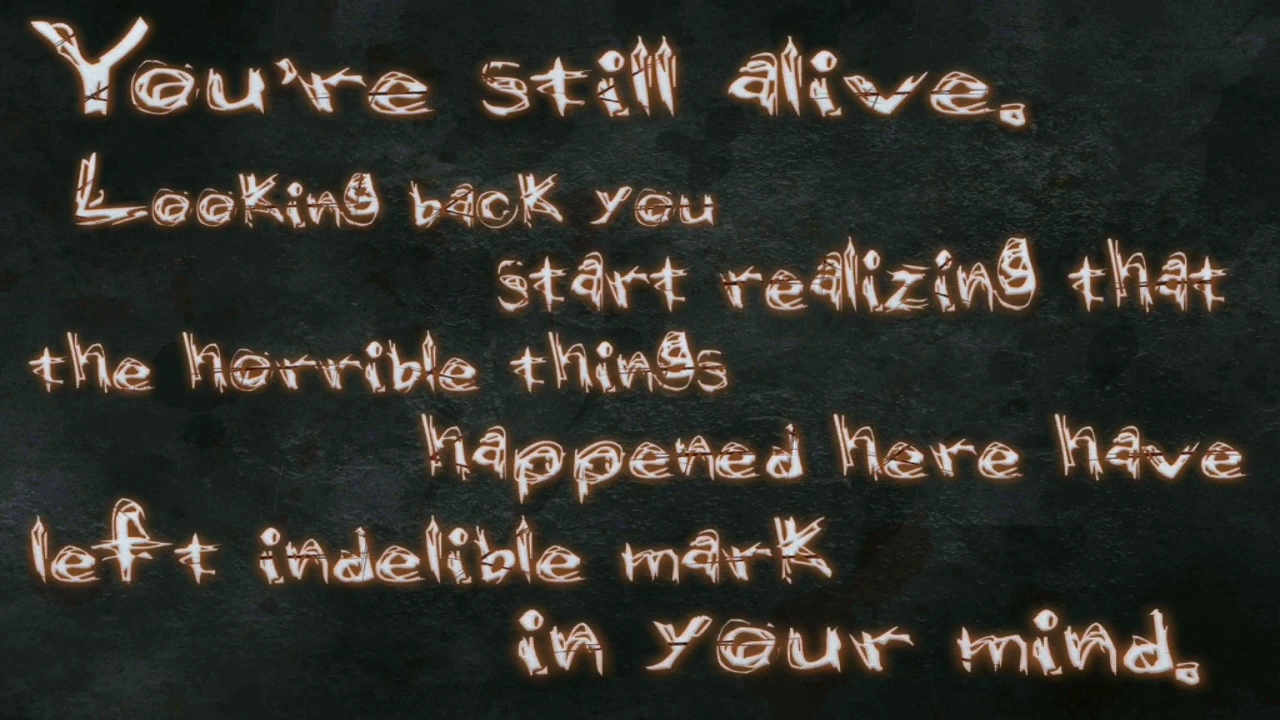 You're still alive.
Looking back you
start realizing that
the horrible things
happened here have
left indelible mark
in your mind.